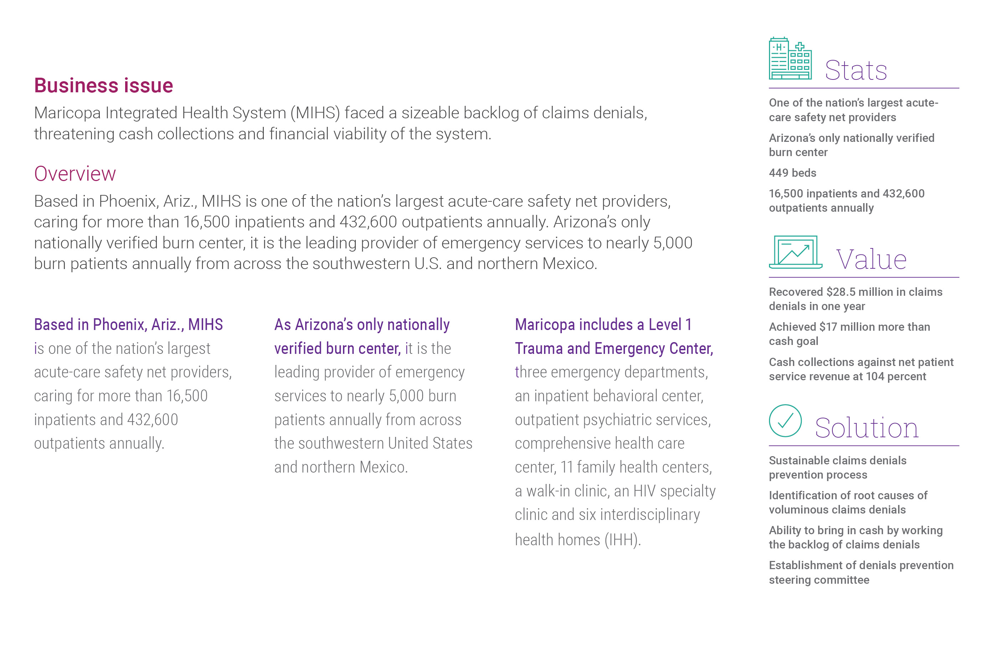 Business issue
Maricopa Integrated Health System (MIHS) faced a sizeable backlog of claims denials,
threatening cash collections and financial viability of the system.
Overview
Based in Phoenix, Ariz., MIHS is one of the nation’s largest acute-care safety net providers,
caring for more than 16,500 inpatients and 432,600 outpatients annually. Arizona’s only
nationally verified burn center, it is the leading provider of emergency services to nearly 5,000
burn patients annually from across the southwestern U.S. and northern Mexico.
Based in Phoenix, Ariz., MIHS
is one of the nation’s largest
acute-care safety net providers,
caring for more than 16,500
inpatients and 432,600
outpatients annually.
As Arizona’s only nationally
verified burn center, it is the
leading provider of emergency
services to nearly 5,000 burn
patients annually from across
the southwestern United States
and northern Mexico.
Maricopa includes a Level 1
Trauma and Emergency Center,
three emergency departments,
an inpatient behavioral center,
outpatient psychiatric services,
comprehensive health care
center, 11 family health centers,
a walk-in clinic, an HIV specialty
clinic and six interdisciplinary
health homes (IHH).
H
Stats
One of the nation’s largest acute-
care safety net providers
Arizona’s only nationally verified
burn center
449 beds
16,500 inpatients and 432,600
outpatients annually
Value
Recovered $28.5 million in claims
denials in one year
Achieved $17 million more than
cash goal
Cash collections against net patient
service revenue at 104 percent
Solution
Sustainable claims denials
prevention process
Identification of root causes of
voluminous claims denials
Ability to bring in cash by working
the backlog of claims denials
Establishment of denials prevention
steering committee